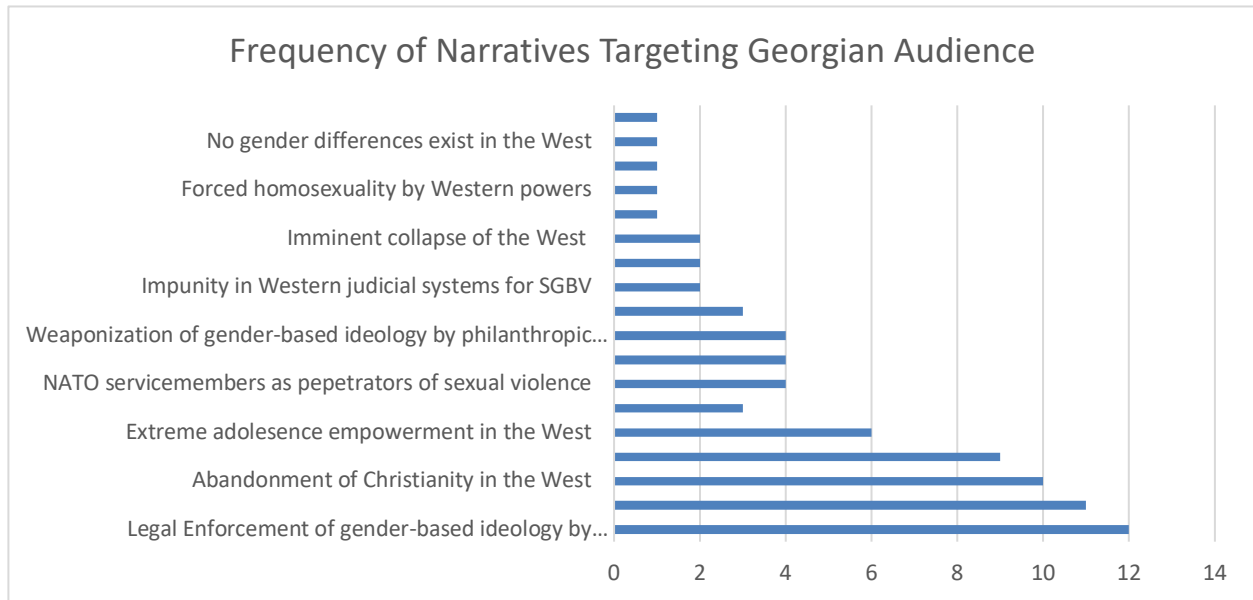 Frequency of Narratives Targeting Georgian Audience
No gender differences exist in the West
Forced homosexuality by Western powers
Imminent collapse of the West
Impunity in Western judicial systems for SGBV
Weaponization of gender-based ideology by philanthropic...
NATO servicemembers as pepetrators of sexual violence
Extreme adolesence empowerment in the West
Abandonment of Christianity in the West
Legal Enforcement of gender-based ideology by...
0 2 4 6 8 10 12 14